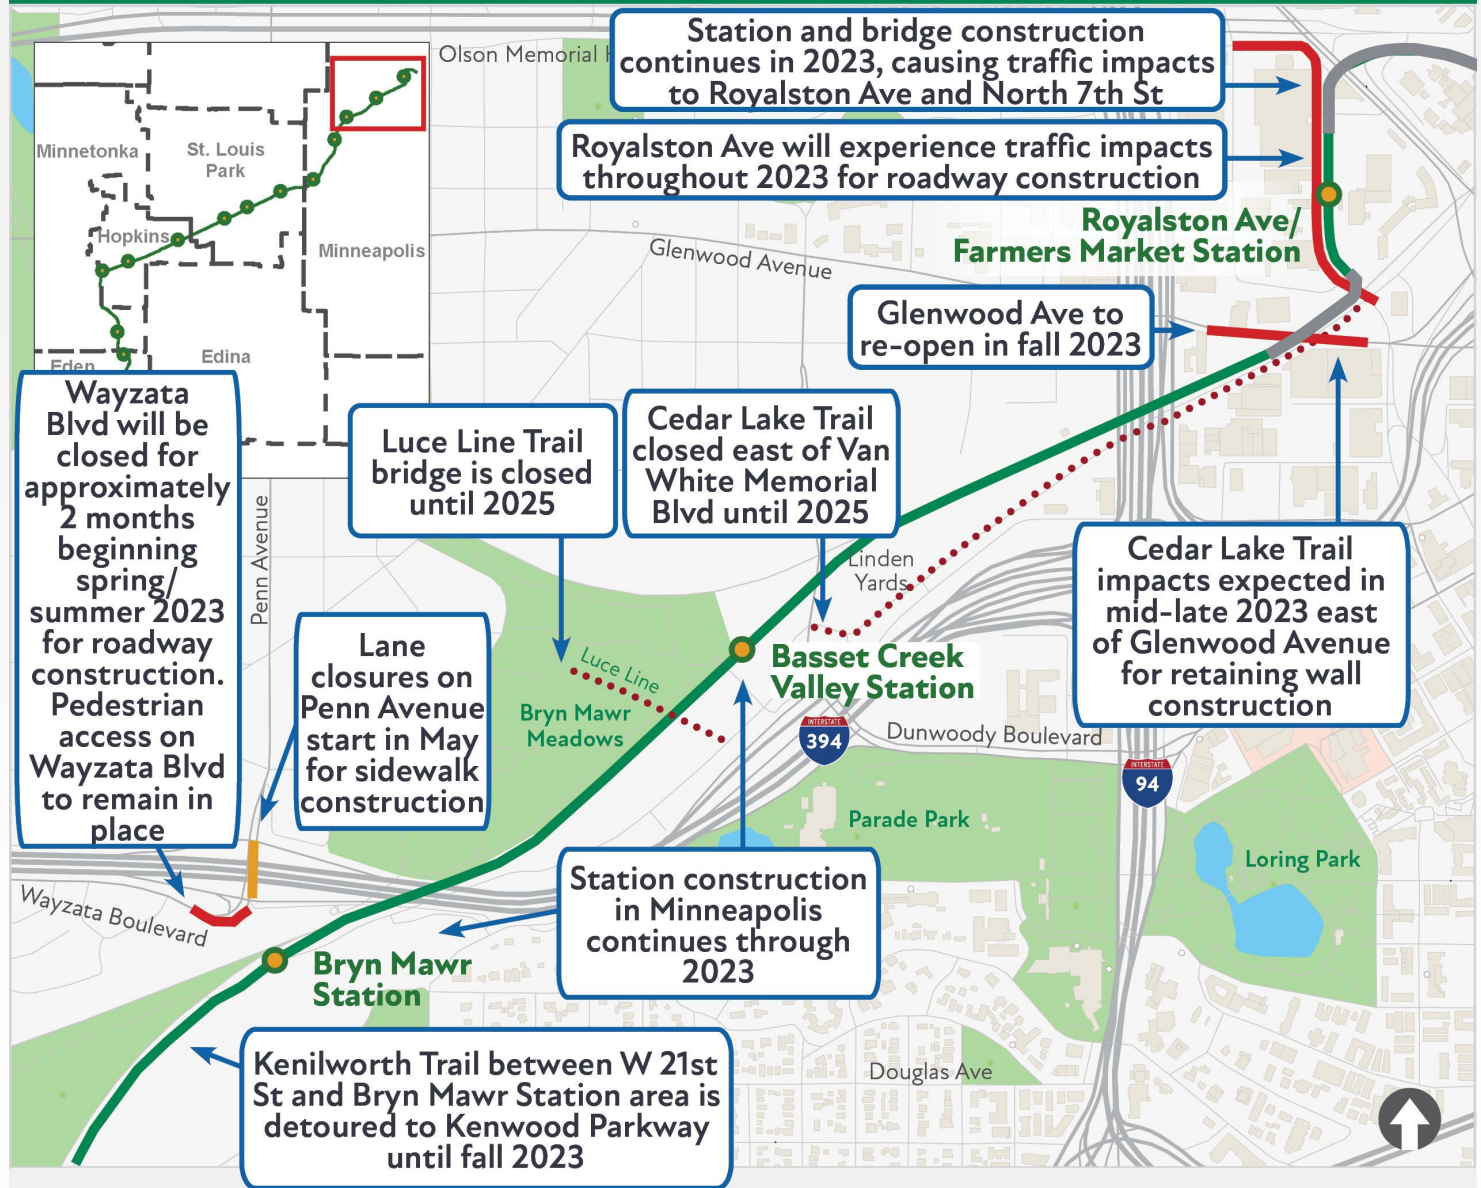 Olson Memorial H
Station and bridge construction
continues in 2023, causing traffic impacts
to Royalston Ave and North 7th St
Royalston Ave will experience traffic impacts
throughout 2023 for roadway construction
Royalston Ave/
Farmers Market Station
Minnetonka
St. Louis
Park
Hopkins
Minneapolis
Edina
Eden
Glenwood Avenue
Glenwood Ave to
re-open in fall 2023
Wayzata
Blvd will be
closed for
approximately
2 months
beginning
spring/
summer 2023
for roadway
construction.
Pedestrian
access on
Wayzata Blvd
to remain in
place
Luce Line Trail
bridge is closed
until 2025
Cedar Lake Trail
closed east of Van
White Memorial
Blvd until 2025
Penn Avenue
Linden
Yards
Cedar Lake Trail
impacts expected in
mid-late 2023 east
of Glenwood Avenue
for retaining wall
construction
Lane
closures on
Penn Avenue
start in May
for sidewalk
construction
Luce Line
Bryn Mawr
Meadows
Basset Creek
Valley Station
INTERSTATE
394
Dunwoody Boulevard
INTERSTATE
94
Parade Park
Loring Park
Wayzata Boulevard
Station construction
in Minneapolis
continues through
2023
Bryn Mawr
Station
Kenilworth Trail between W 21st
St and Bryn Mawr Station area is
detoured to Kenwood Parkway
until fall 2023
Douglas Ave